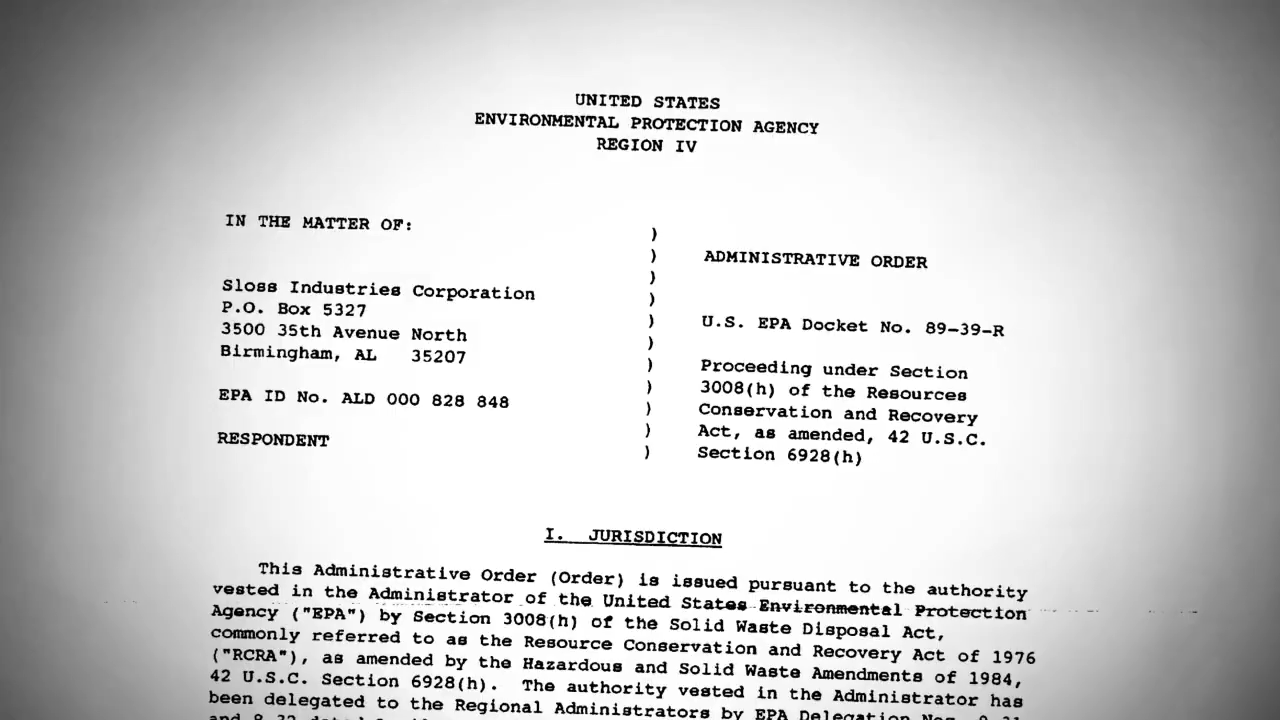 UNITED STATES
ENVIRONMENTAL PROTECTION AGENCY
REGION IV
IN THE MATTER OF:
Sloss Industries Corporation
P.O. Box 5327
3500 35th Avenue North
Birmingham, AL 35207
EPA ID No. ALD 000 828 848
RESPONDENT
)
)
)
)
)
)
)
)
)
)
)
ADMINISTRATIVE ORDER
U.S. EPA Docket No. 89-39-R
Proceeding under Section
3008(h) of the Resources
Conservation and Recovery
Act, as amended, 42 U.S.C.
Section 6928(h)
I. JURISDICTION
This Administrative Order (Order) is issued pursuant to the authority
vested in the Administrator of the United States Environmental Protection
Agency ("EPA") by Section 3008(h) of the Solid Waste Disposal Act,
commonly referred to as the Resource Conservation and Recovery Act of 1976
("RCRA"), as amended by the Hazardous and Solid Waste Amendments of 1984,
42 U.S.C. Section 6928(h). The authority vested in the Administrator has
been delegated to the Regional Administrators by EPA Delegation Nos.